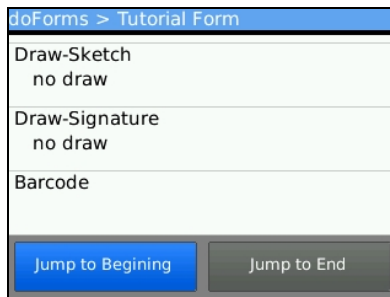 doForms > Tutorial Form
Draw-Sketch
no draw
Draw-Signature
no draw
Barcode
Jump to Begining
Jump to End